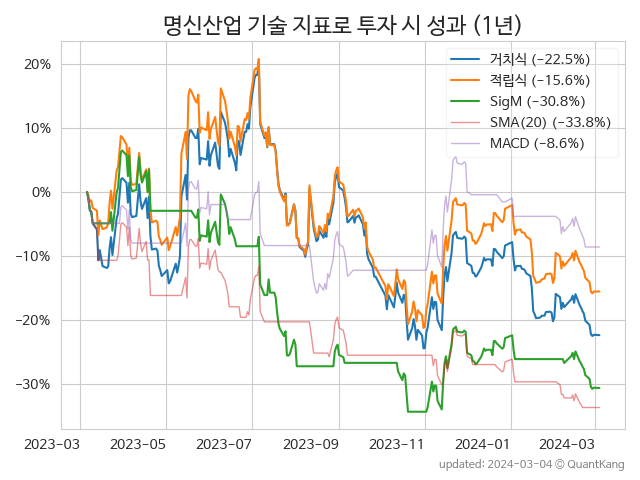 명신산업 기술 지표로 투자 시 성과 (1년)
거치식 (−22.5%)
적립식 (−15.6%)
SigM (−30.8%)
SMA(20) (−33.8%)
MACD (−8.6%)
20%
10%
0%
−10%
−20%
−30%
2023-03 2023-05 2023-07 2023-09 2023-11 2024-01 2024-03
updated: 2024-03-04 ⓒ QuantKang